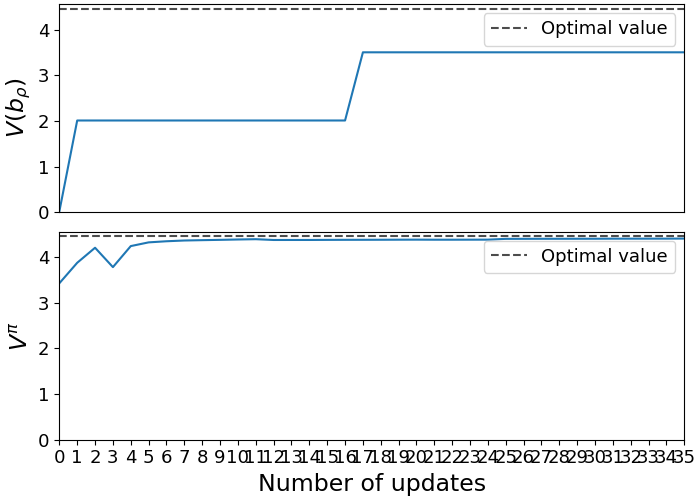 V(b_ρ)
4
3
2
1
0
Optimal value
V^π
4
3
2
1
0
Optimal value
0 1 2 3 4 5 6 7 8 9 10 11 12 13 14 15 16 17 18 19 20 21 22 23 24 25 26 27 28 29 30 31 32 33 34 35
Number of updates